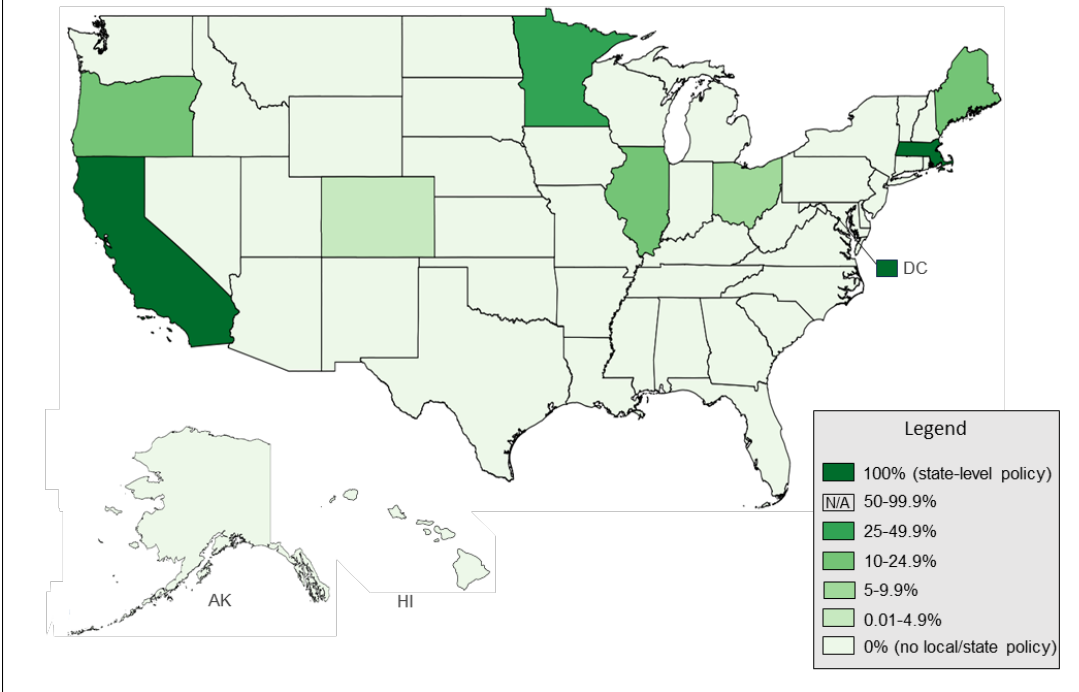 DC
AK
HI
Legend
100% (state-level policy)
N/A 50-99.9%
25-49.9%
10-24.9%
5-9.9%
0.01-4.9%
0% (no local/state policy)